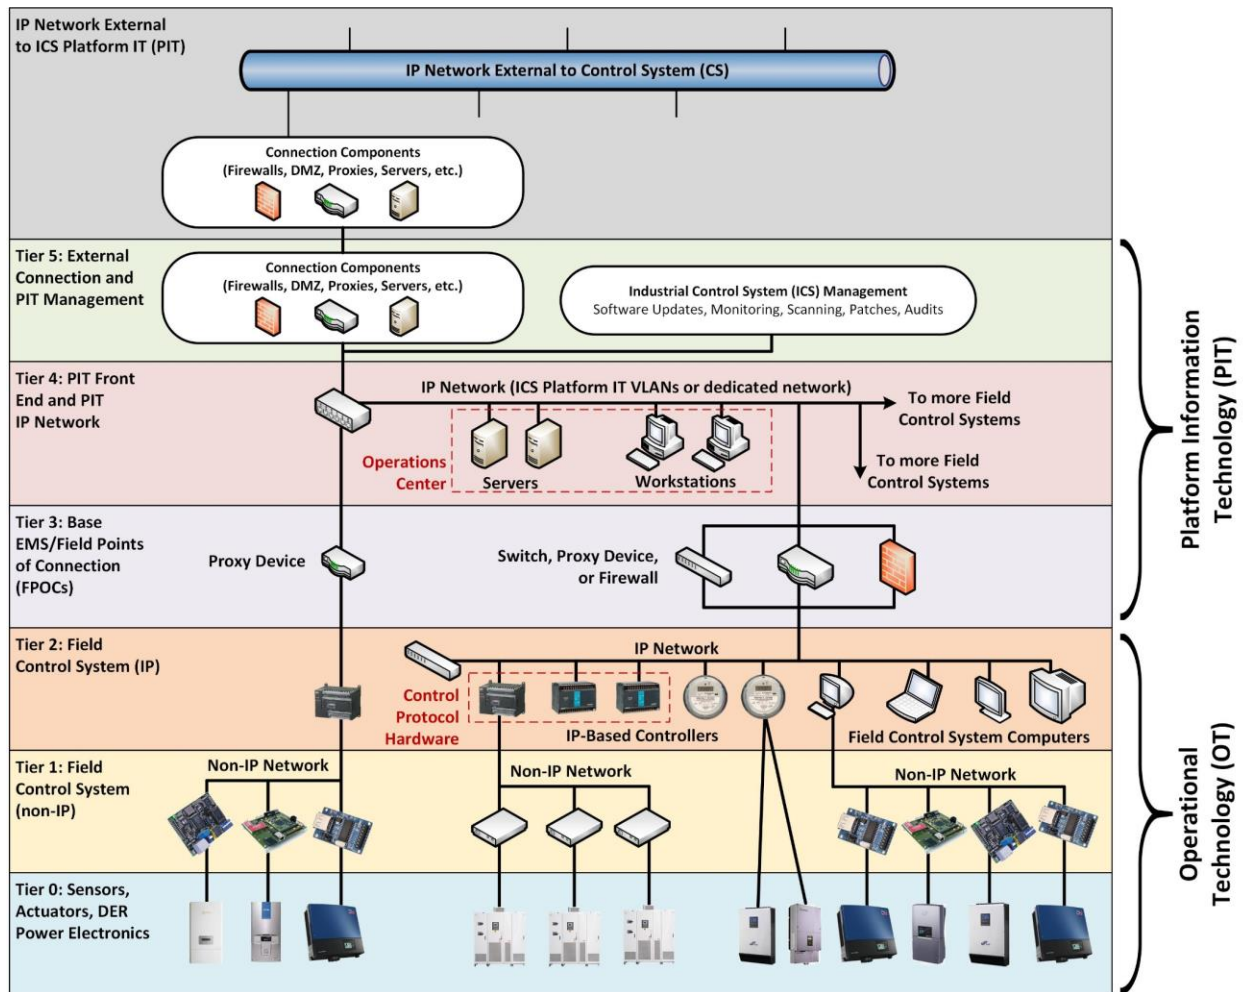 IP Network External
to ICS Platform IT (PIT)
IP Network External to Control System (CS)
Connection Components
(Firewalls, DMZ, Proxies, Servers, etc.)
Tier 5: External
Connection and
PIT Management
Connection Components
(Firewalls, DMZ, Proxies, Servers, etc.)
Industrial Control System (ICS) Management
Software Updates, Monitoring, Scanning, Patches, Audits
Tier 4: PIT Front
End and PIT
IP Network
IP Network (ICS Platform IT VLANs or dedicated network)
To more Field
Control Systems
Operations
Center
Servers
Workstations
To more Field
Control Systems
Tier 3: Base
EMS/Field Points
of Connection
(FPOCs)
Proxy Device
Switch, Proxy Device,
or Firewall
Platform Information
Technology (PIT)
Tier 2: Field
Control System (IP)
IP Network
Control
Protocol
Hardware
IP-Based Controllers
Field Control System Computers
Tier 1: Field
Control System
(non-IP)
Non-IP Network
Non-IP Network
Non-IP Network
Tier 0: Sensors,
Actuators, DER
Power Electronics
Operational
Technology (OT)